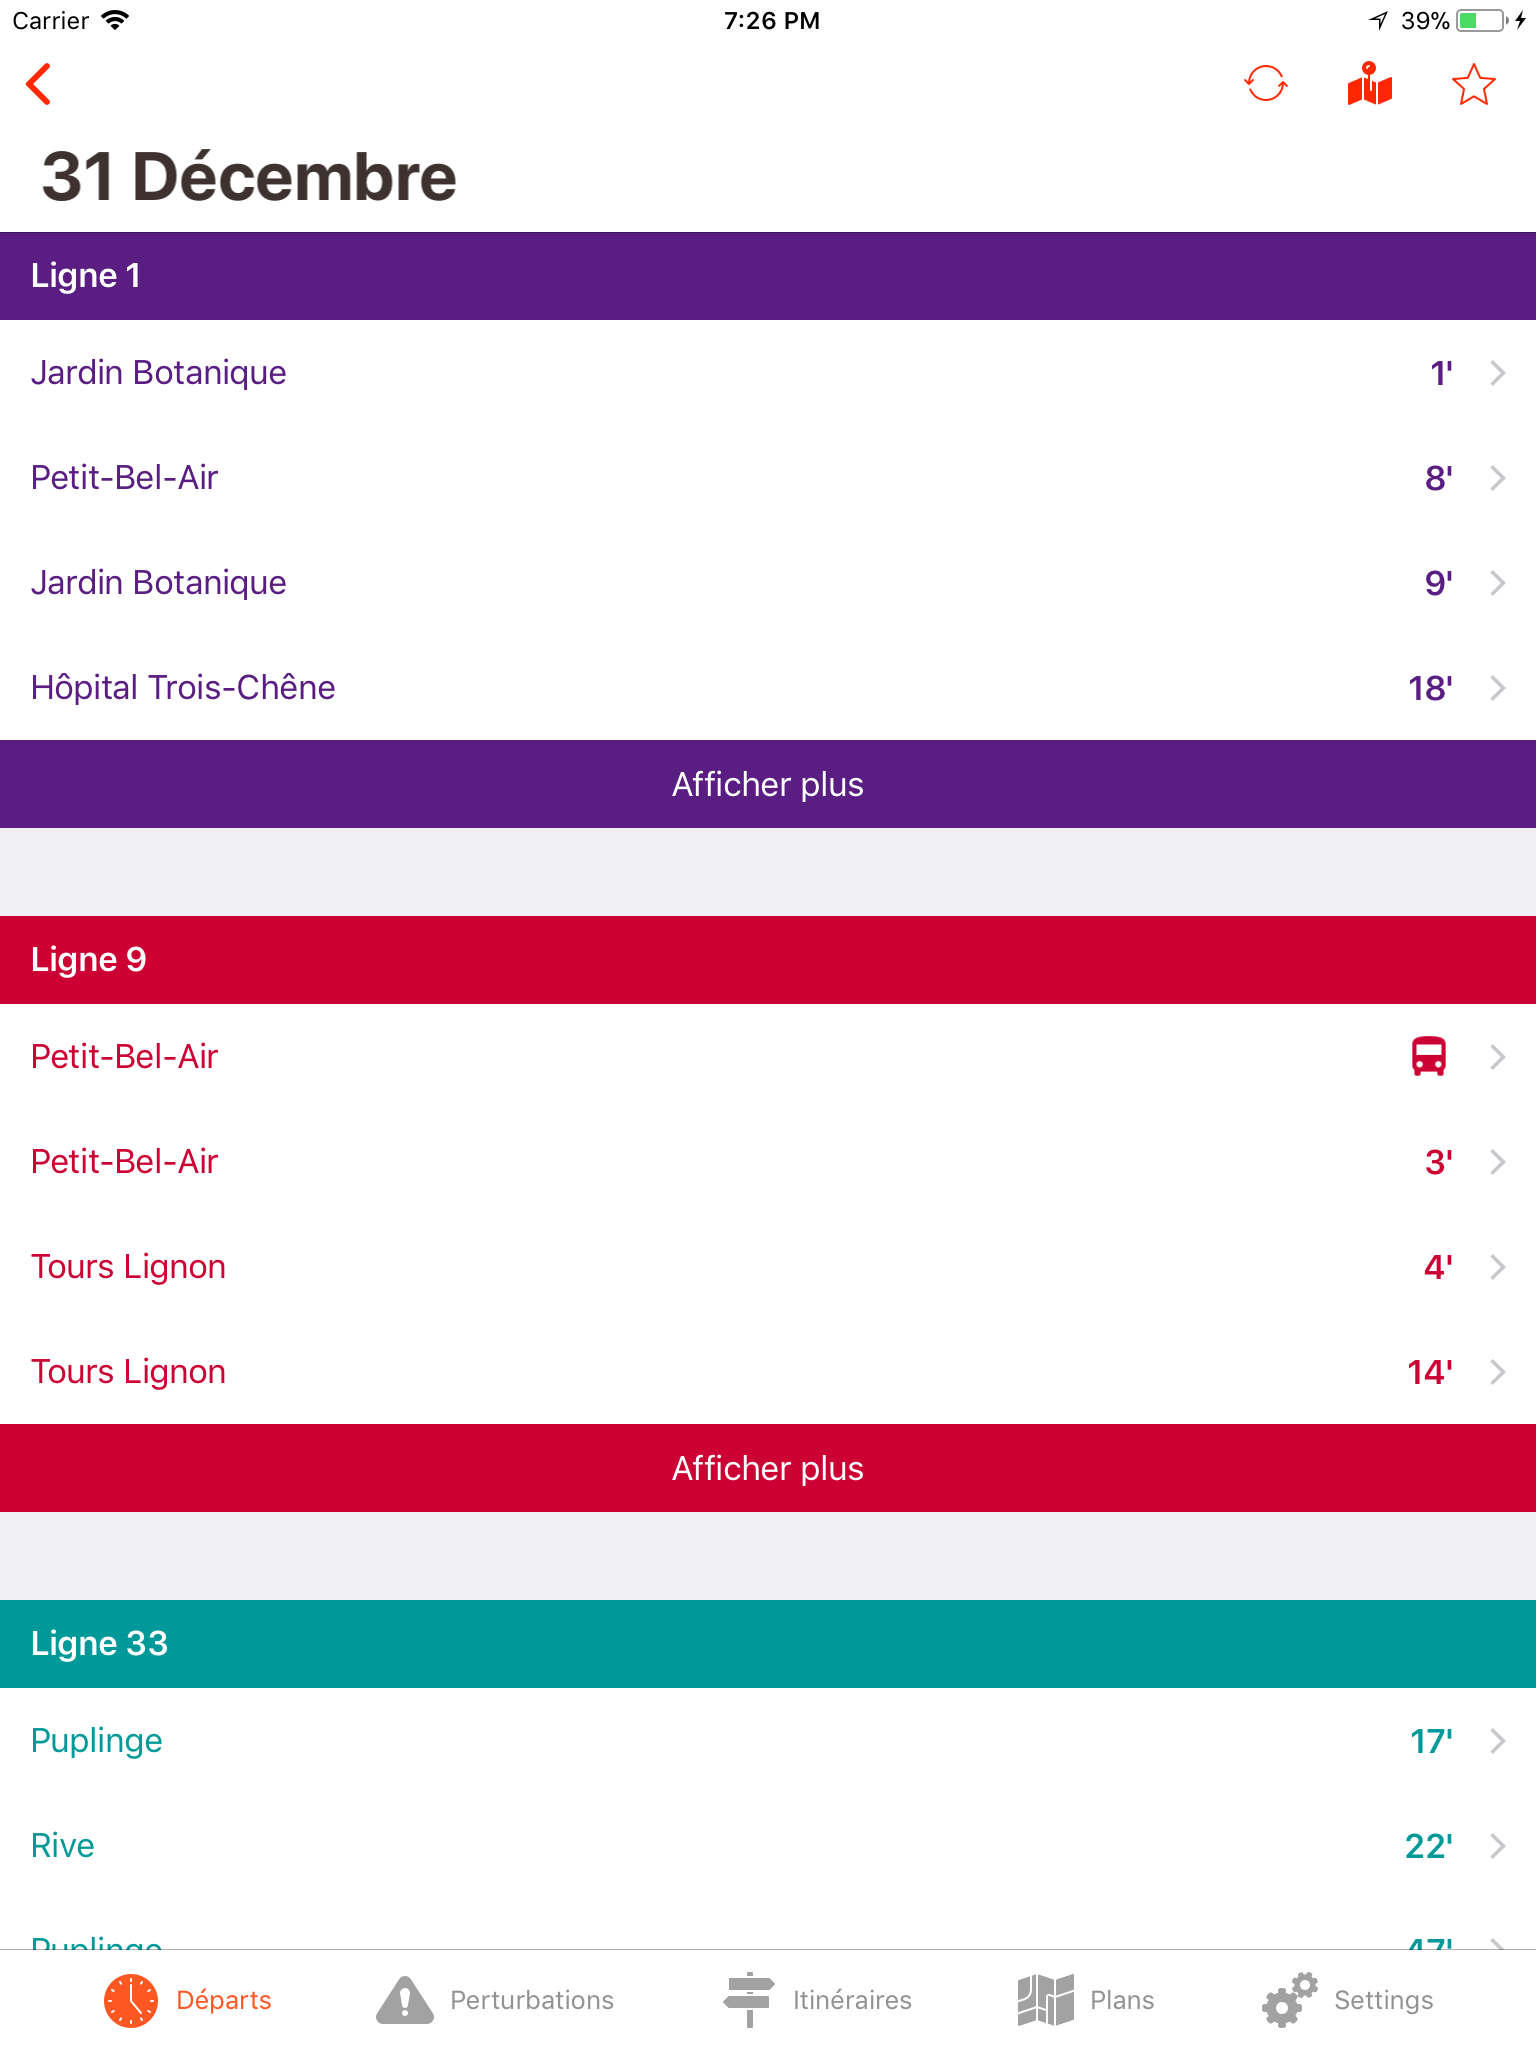 Carrier 7:26 PM 39%
31 Décembre
Ligne 1
Jardin Botanique 1'
Petit-Bel-Air 8'
Jardin Botanique 9'
Hôpital Trois-Chêne 18'
Afficher plus
Ligne 9
Petit-Bel-Air
Petit-Bel-Air 3'
Tours Lignon 4'
Tours Lignon 14'
Afficher plus
Ligne 33
Puplinge 17'
Rive 22'
Puplinge 47'
Départs Perturbations Itinéraires Plans Settings